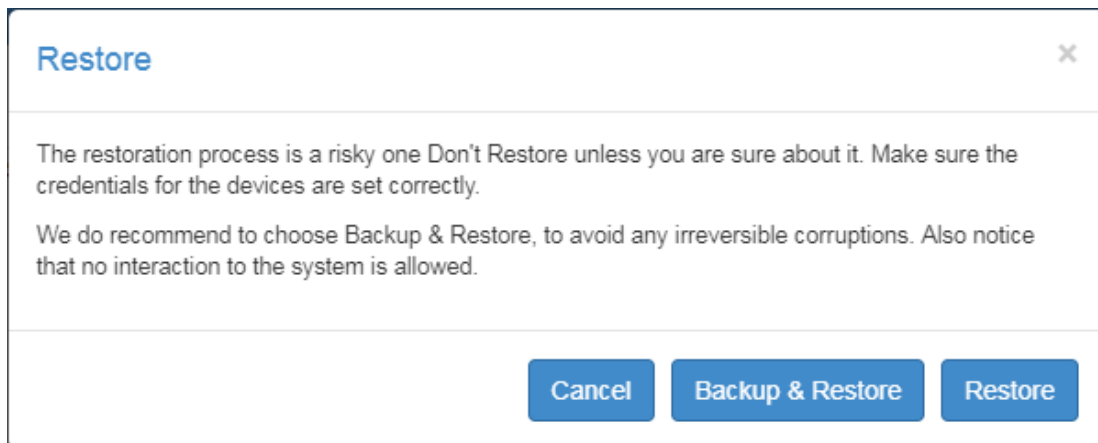 Restore
×
The restoration process is a risky one Don't Restore unless you are sure about it. Make sure the
credentials for the devices are set correctly.
We do recommend to choose Backup & Restore, to avoid any irreversible corruptions. Also notice
that no interaction to the system is allowed.
Cancel Backup & Restore Restore